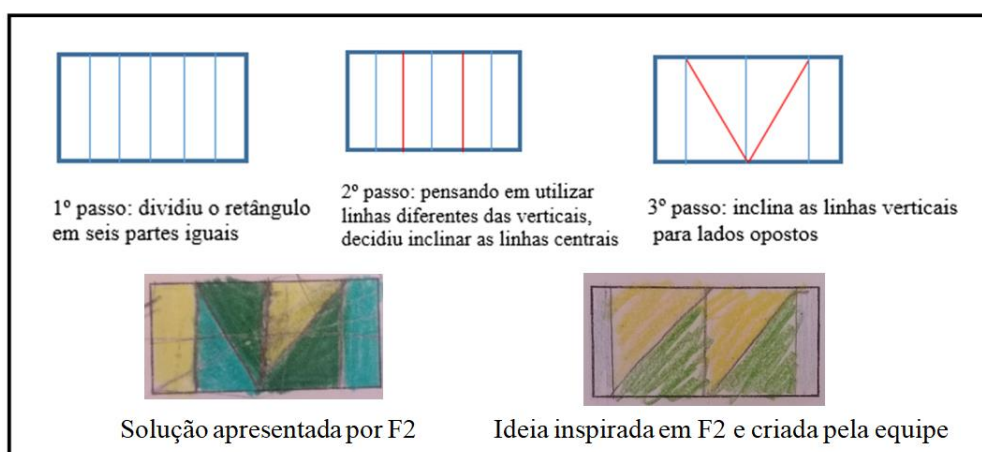 1º passo: dividiu o retângulo
em seis partes iguais
2º passo: pensando em utilizar
linhas diferentes das verticais,
decidiu inclinar as linhas centrais
3º passo: inclina as linhas verticais
para lados opostos
Solução apresentada por F2
Ideia inspirada em F2 e criada pela equipe